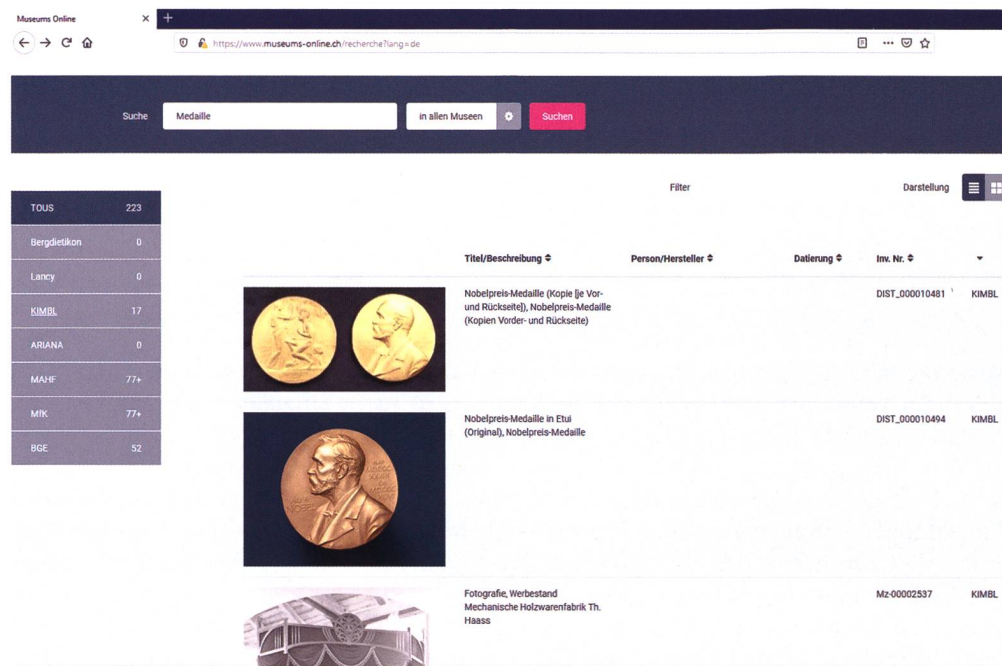 Museums Online
https://www.museums-online.ch/recherche?lang=de
Suche
Medaille
in allen Museen
Suchen
Filter
Darstellung
TOUS 223
Bergdietikon 0
Lancy 0
KIMBL 17
ARIANA 0
MAHF 77+
MfK 77+
BGE 52
Titel/Beschreibung Person/Hersteller Datierung Inv. Nr.
Nobelpreis-Medaille (Kopie [je Vor-
und Rückseite]), Nobelpreis-Medaille
(Kopien Vorder- und Rückseite)
DIST_000010481 KIMBL
Nobelpreis-Medaille in Etui
(Original), Nobelpreis-Medaille
DIST_000010494 KIMBL
Fotografie, Werbestand
Mechanische Holzwarenfabrik Th.
Haass
Mz-00002537 KIMBL